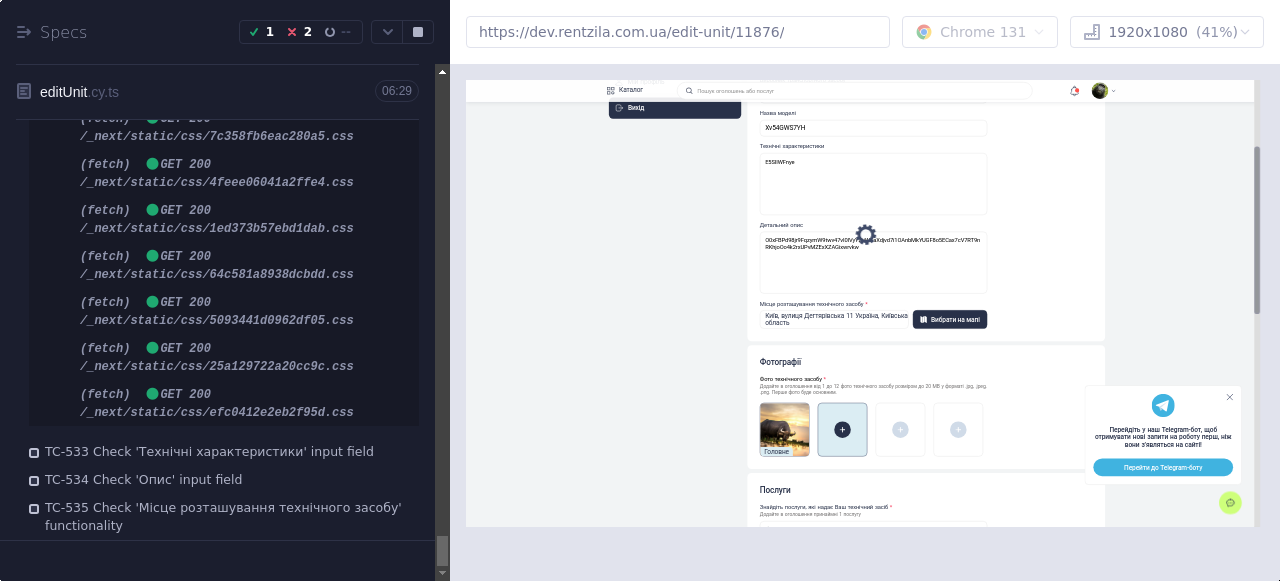 Specs
1
2
--
editUnit.cy.ts
06:29
(fetch) GET 200
/_next/static/css/7c358fb6eac280a5.css
(fetch) GET 200
/_next/static/css/4feee06041a2ffe4.css
(fetch) GET 200
/_next/static/css/1ed373b57ebd1dab.css
(fetch) GET 200
/_next/static/css/64c581a8938dcbdd.css
(fetch) GET 200
/_next/static/css/5093441d0962df05.css
(fetch) GET 200
/_next/static/css/25a129722a20cc9c.css
(fetch) GET 200
/_next/static/css/efc0412e2eb2f95d.css
TC-533 Check 'Технічні характеристики' input field
TC-534 Check 'Опис' input field
TC-535 Check 'Місце розташування технічного засобу'
functionality
https://dev.rentzila.com.ua/edit-unit/11876/
Chrome 131
1920x1080 (41%)
Каталог
Пошук оголошень або послуг
Вихід
Назва моделі
Xv54GWS7YH
Технічні характеристики
E5SIIWFnye
Детальний опис
Місце розташування технічного засобу *
Київ, вулиця Дегтярівська 11 Україна, Київська
область
Вибрати на мапі
Фотографії
Фото технічного засобу *
Додайте в оголошення від 1 до 12 фото технічного засобу розміром до 20 МВ у форматі .jpg, .jpeg,
.png. Перше фото буде основним.
Головне
Послуги
Знайдіть послуги, які надає Ваш технічний засіб *
Додайте в оголошення принаймні 1 послугу
Перейдіть у наш Telegram-бот, щоб
отримувати нові запити на роботу перш, ніж
вони з'являться на сайті!
Перейти до Telegram-боту